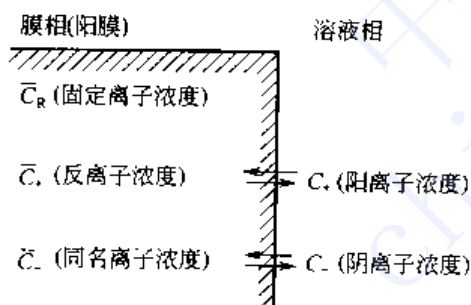 膜相(阳膜)
溶液相
C̄R (固定离子浓度)
C̄+ (反离子浓度)
C+ (阳离子浓度)
C̄- (同名离子浓度)
C- (阴离子浓度)